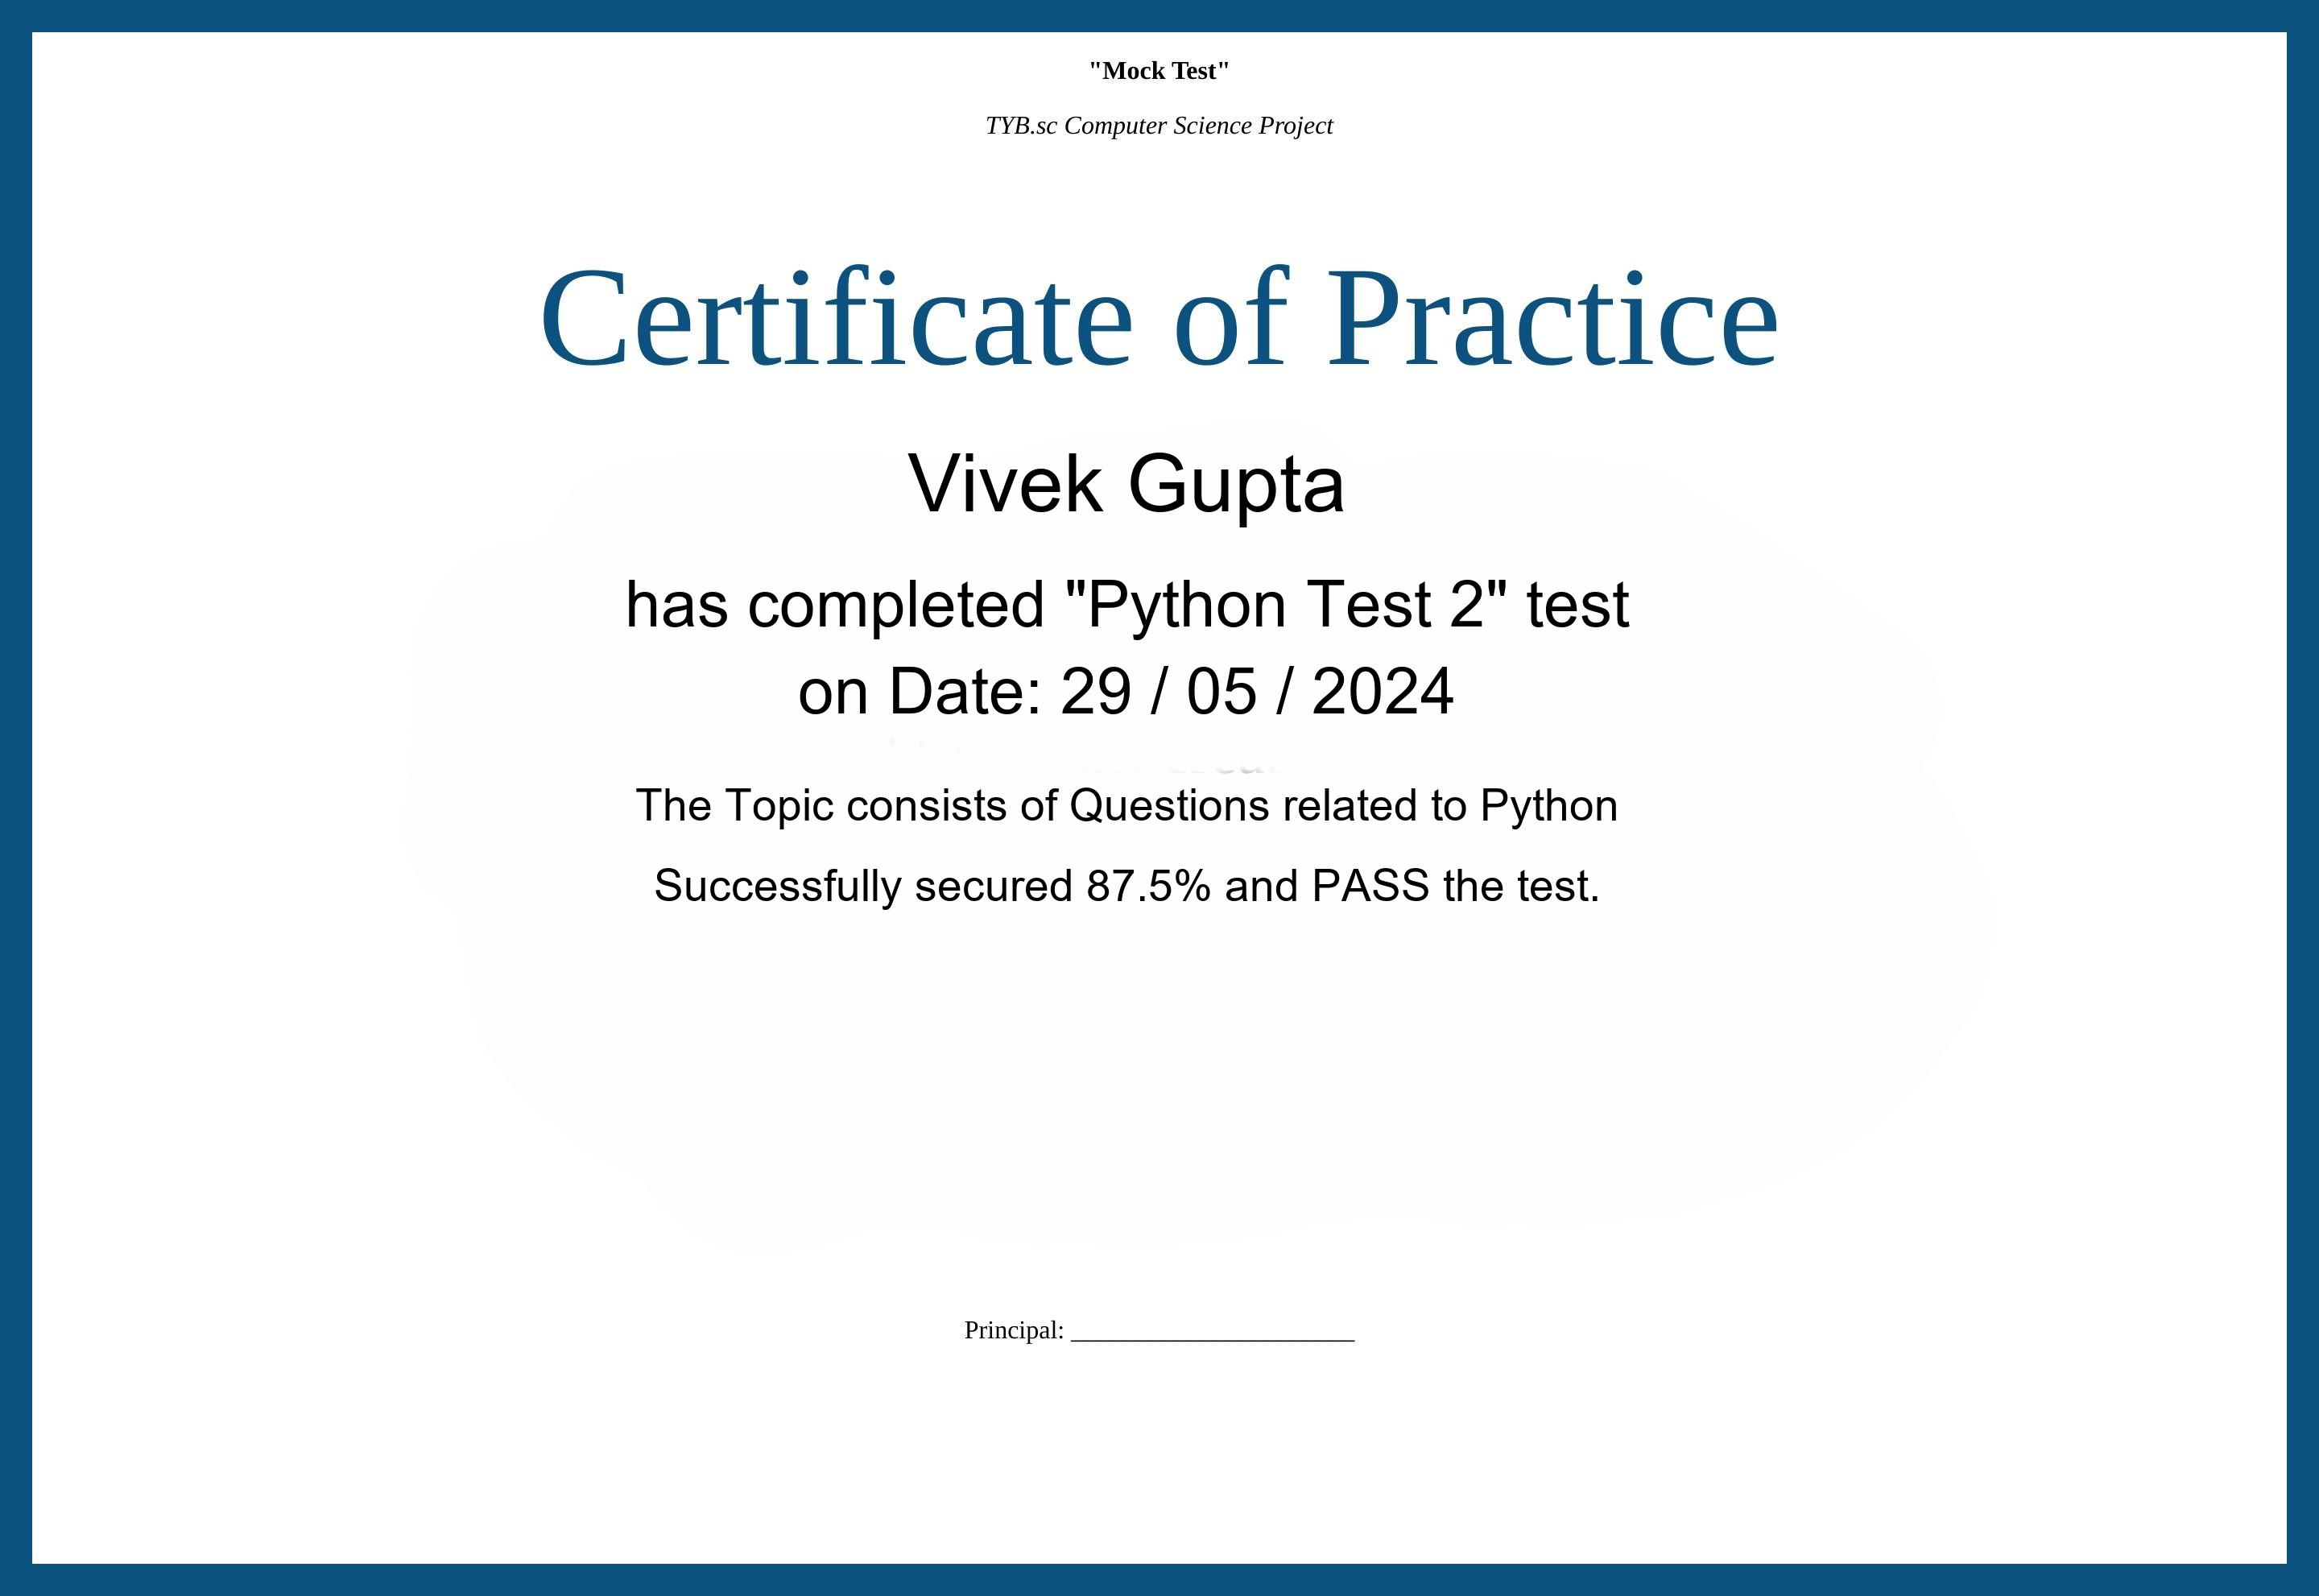 "Mock Test"
TYB.sc Computer Science Project
Certificate of Practice
Vivek Gupta
has completed "Python Test 2" test
on Date: 29 / 05 / 2024
The Topic consists of Questions related to Python
Successfully secured 87.5% and PASS the test.
Principal: ______________________